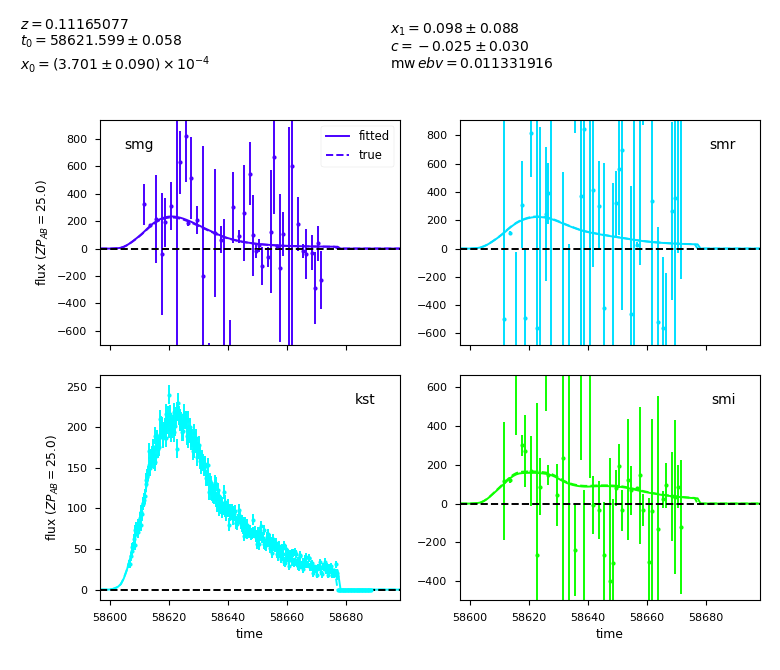 z = 0.11165077
t₀ = 58621.599 ± 0.058
x₀ = (3.701 ± 0.090) × 10⁻⁴
x₁ = 0.098 ± 0.088
c = −0.025 ± 0.030
mw ebv = 0.011331916
smg
fitted
true
800
600
400
200
0
−200
−400
−600
flux (ZP_AB = 25.0)
smr
800
600
400
200
0
−200
−400
−600
kst
250
200
150
100
50
0
flux (ZP_AB = 25.0)
58600 58620 58640 58660 58680
time
smi
600
400
200
0
−200
−400
58600 58620 58640 58660 58680
time